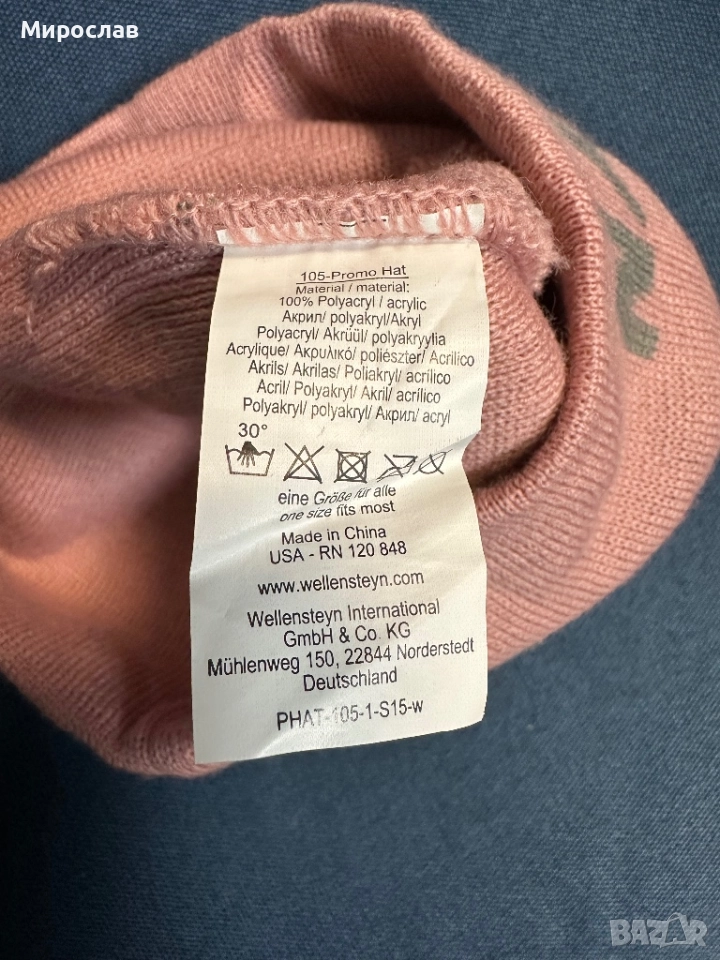 Мирослав
105-Promo Hat
Material / material:
100% Polyacryl / acrylic
Акрил/ polyakryl/Akryl
Polyacryl/ Akrüül/ polyakryylia
Acrylique/ Ακρυλικό/ poliészter/ Acrilico
Akrils/ Akrilas/ Poliakryl/ acrílico
Acril/ Polyakryl/ Akril/ acrílico
Polyakryl/ polyakryl/ Акрил/ acryl
30°
eine Größe für alle
one size fits most
Made in China
USA - RN 120 848
www.wellensteyn.com
Wellensteyn International
GmbH & Co. KG
Mühlenweg 150, 22844 Norderstedt
Deutschland
PHAT-105-1-S15-w
BAZAR